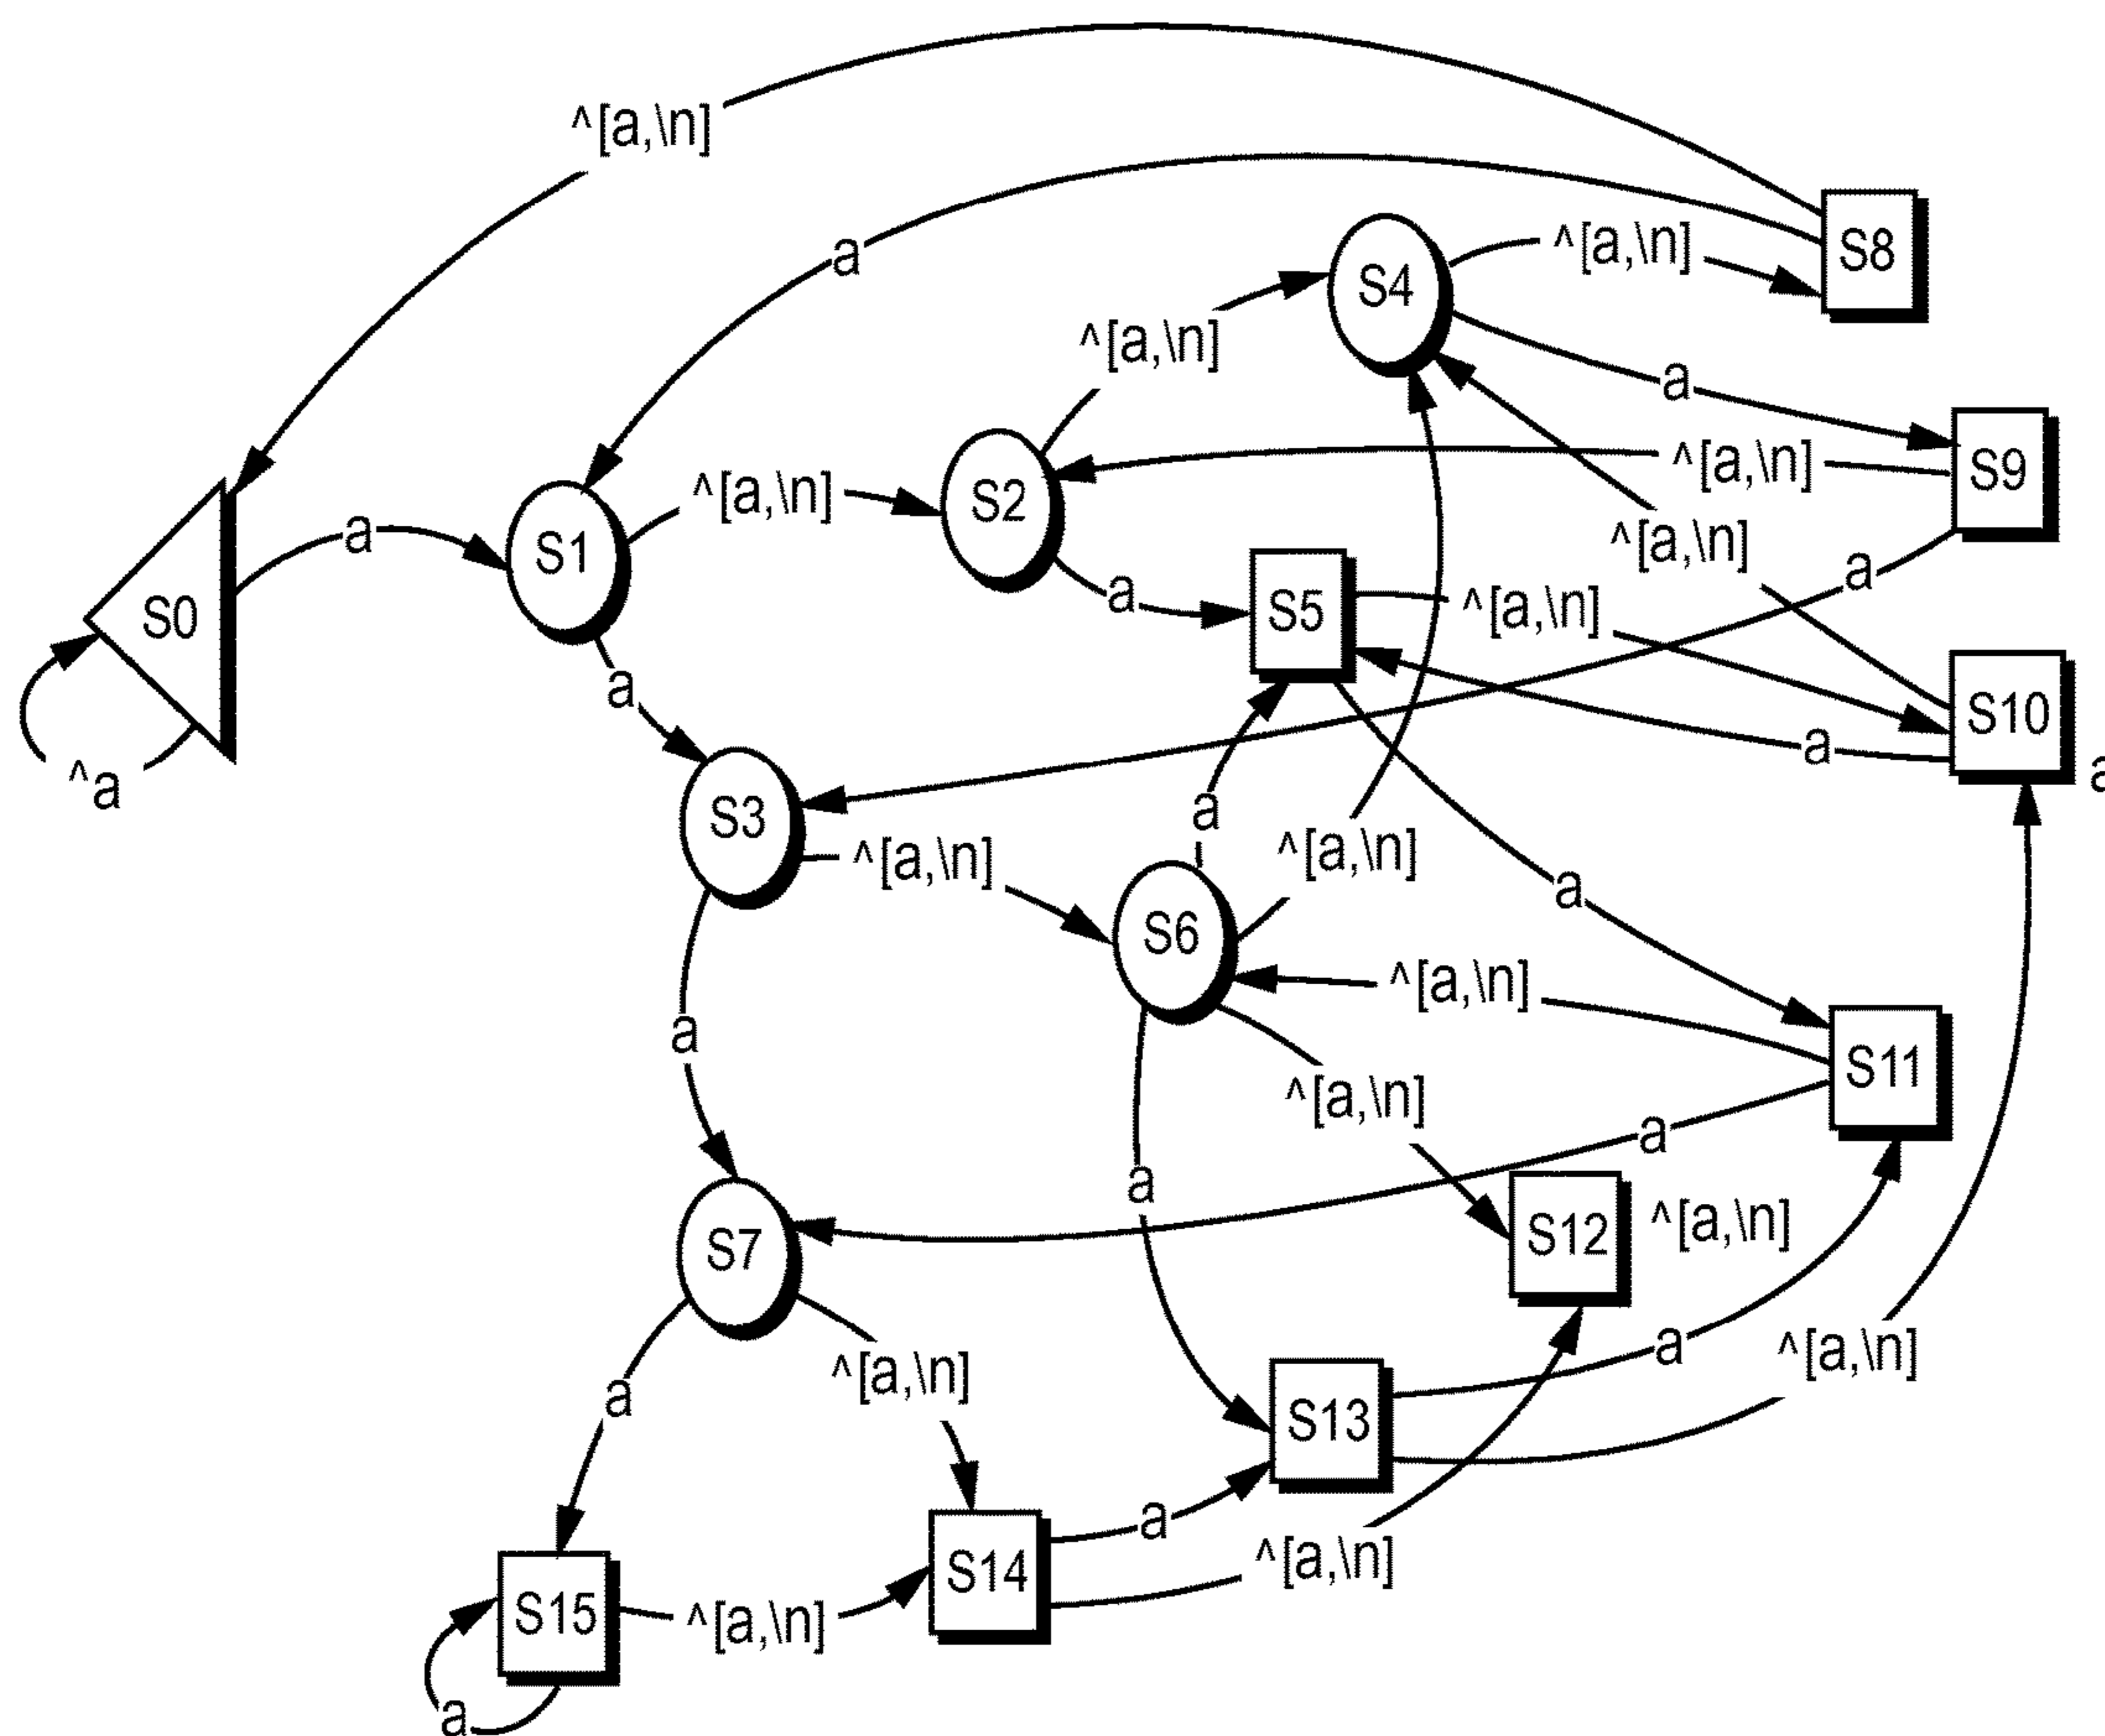 ^[a,\n]
a
S8
^[a,\n]
S4
^[a,\n]
a
S9
^[a,\n]
^[a,\n]
S2
^[a,\n]
a
S1
S0
a
S5
^[a,\n]
a
a
a
^a
S10
a
a
S3
a
^[a,\n]
^[a,\n]
a
S6
^[a,\n]
a
S11
^[a,\n]
a
a
^[a,\n]
S12
S7
^[a,\n]
a
^[a,\n]
a
S13
a
^[a,\n]
^[a,\n]
S14
S15
^[a,\n]
a